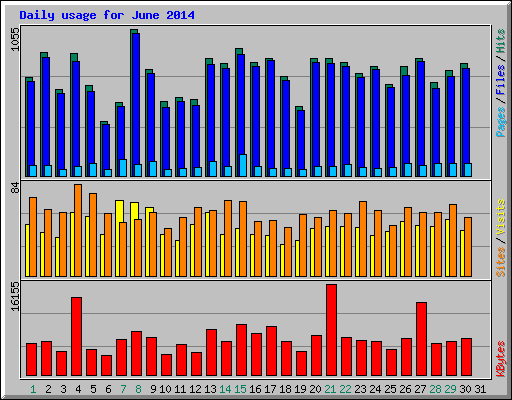 Daily usage for June 2014
1055
Pages / Files / Hits
84
Sites / Visits
16155
KBytes
1 2 3 4 5 6 7 8 9 10 11 12 13 14 15 16 17 18 19 20 21 22 23 24 25 26 27 28 29 30 31